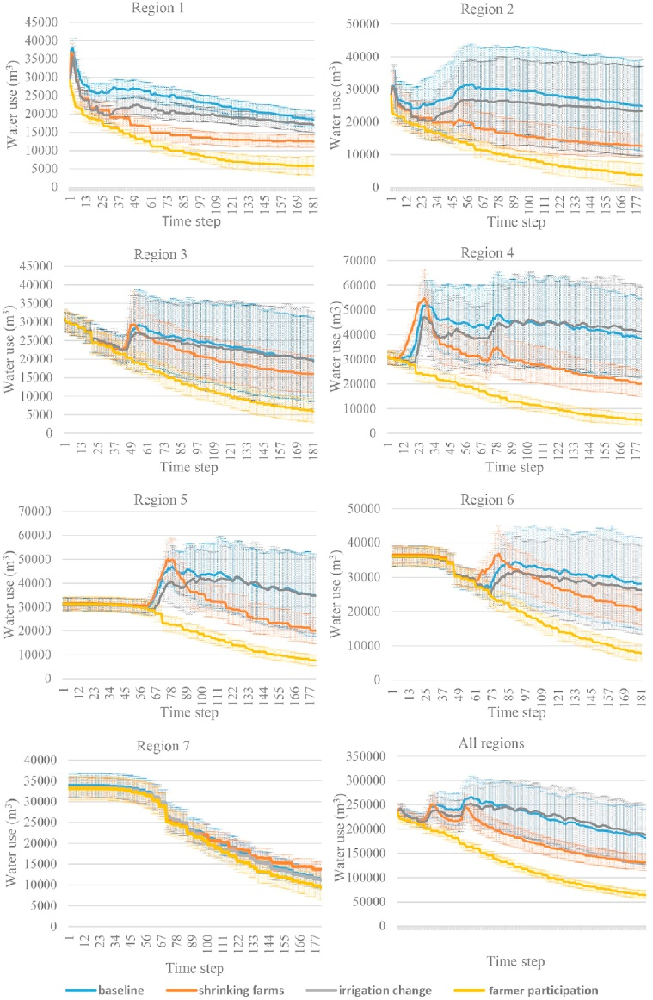 Region 1
Water use (m³)
45000
40000
35000
30000
25000
20000
15000
10000
5000
0
1 13 25 37 49 61 73 85 97 109 121 133 145 157 169 181
Time step
Region 2
Water use (m³)
50000
40000
30000
20000
10000
0
1 12 23 34 45 56 67 78 89 100 111 122 133 144 155 166 177
Time step
Region 3
Water use (m³)
45000
40000
35000
30000
25000
20000
15000
10000
5000
0
1 13 25 37 49 61 73 85 97 109 121 133 145 157 169 181
Time step
Region 4
Water use (m3)
70000
60000
50000
40000
30000
20000
10000
0
1 12 23 34 45 56 67 78 89 100 111 122 133 144 155 166 177
Time step
Region 5
Water use (m³)
70000
60000
50000
40000
30000
20000
10000
0
1 12 23 34 45 56 67 78 89 100 111 122 133 144 155 166 177
Time step
Region 6
Water use (m³)
50000
40000
30000
20000
10000
0
1 13 25 37 49 61 73 85 97 109 121 133 145 157 169 181
Time step
Region 7
Water use (m³)
40000
35000
30000
25000
20000
15000
10000
5000
0
1 12 23 34 45 56 67 78 89 100 111 122 133 144 155 166 177
Time step
All regions
Water use (m³)
350000
300000
250000
200000
150000
100000
50000
0
Time step
baseline shrinking farms irrigation change farmer participation